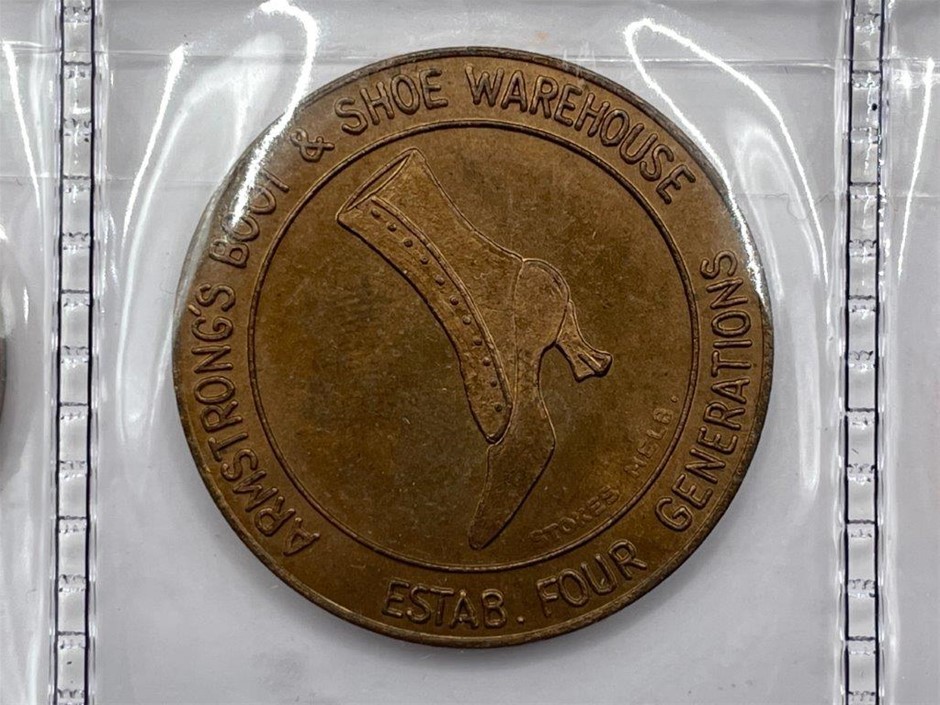 ARMSTRONG'S BOOT & SHOE WAREHOUSE
ESTAB. FOUR GENERATIONS
STOKES MELB.